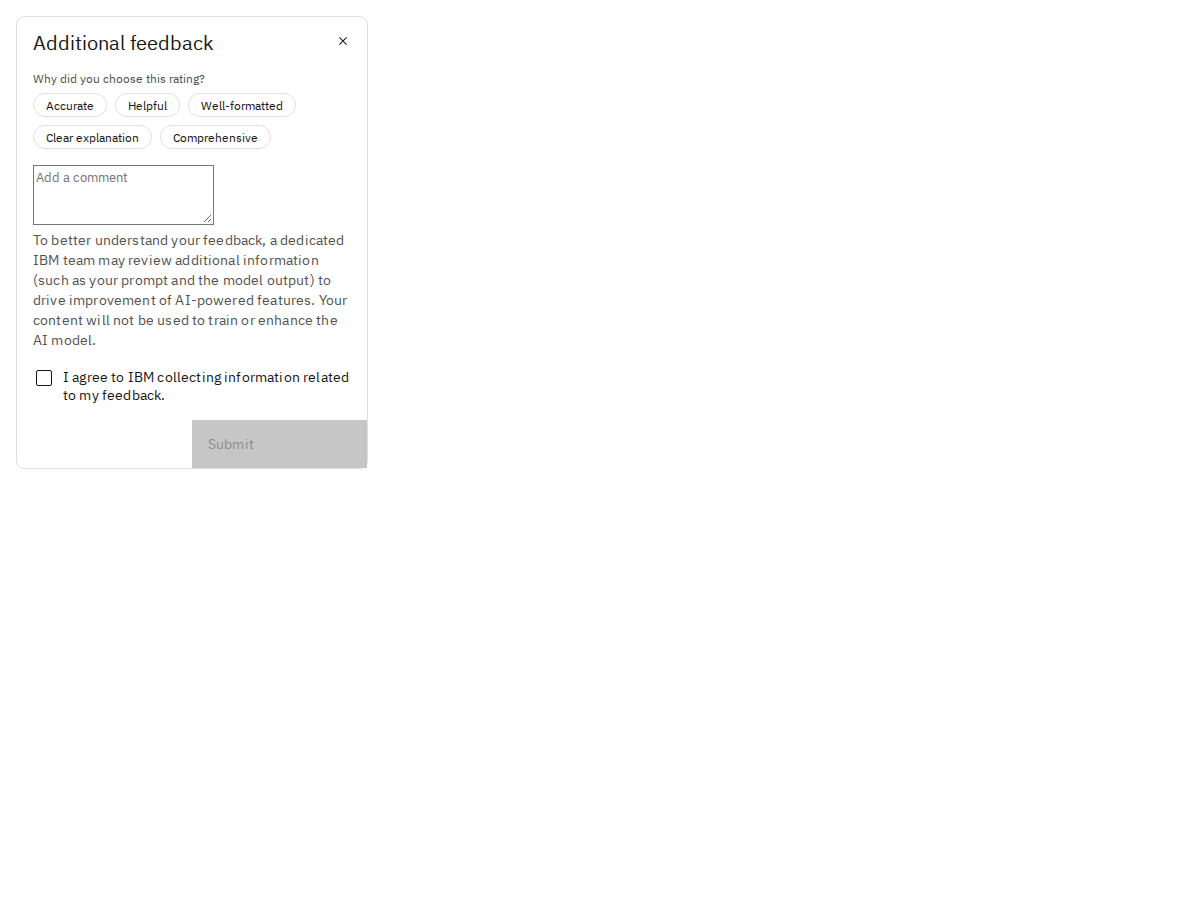 Additional feedback
Why did you choose this rating?
Accurate Helpful Well-formatted
Clear explanation Comprehensive
Add a comment
To better understand your feedback, a dedicated
IBM team may review additional information
(such as your prompt and the model output) to
drive improvement of AI-powered features. Your
content will not be used to train or enhance the
AI model.
I agree to IBM collecting information related
to my feedback.
Submit